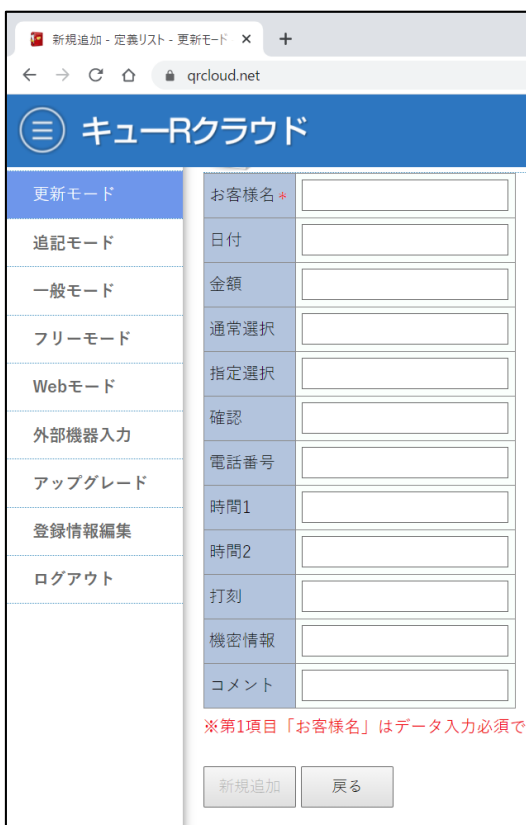 新規追加 - 定義リスト - 更新モード
qrcloud.net
キューRクラウド
更新モード
追記モード
一般モード
フリーモード
Webモード
外部機器入力
アップグレード
登録情報編集
ログアウト
お客様名*
日付
金額
通常選択
指定選択
確認
電話番号
時間1
時間2
打刻
機密情報
コメント
※第1項目「お客様名」はデータ入力必須で
新規追加
戻る